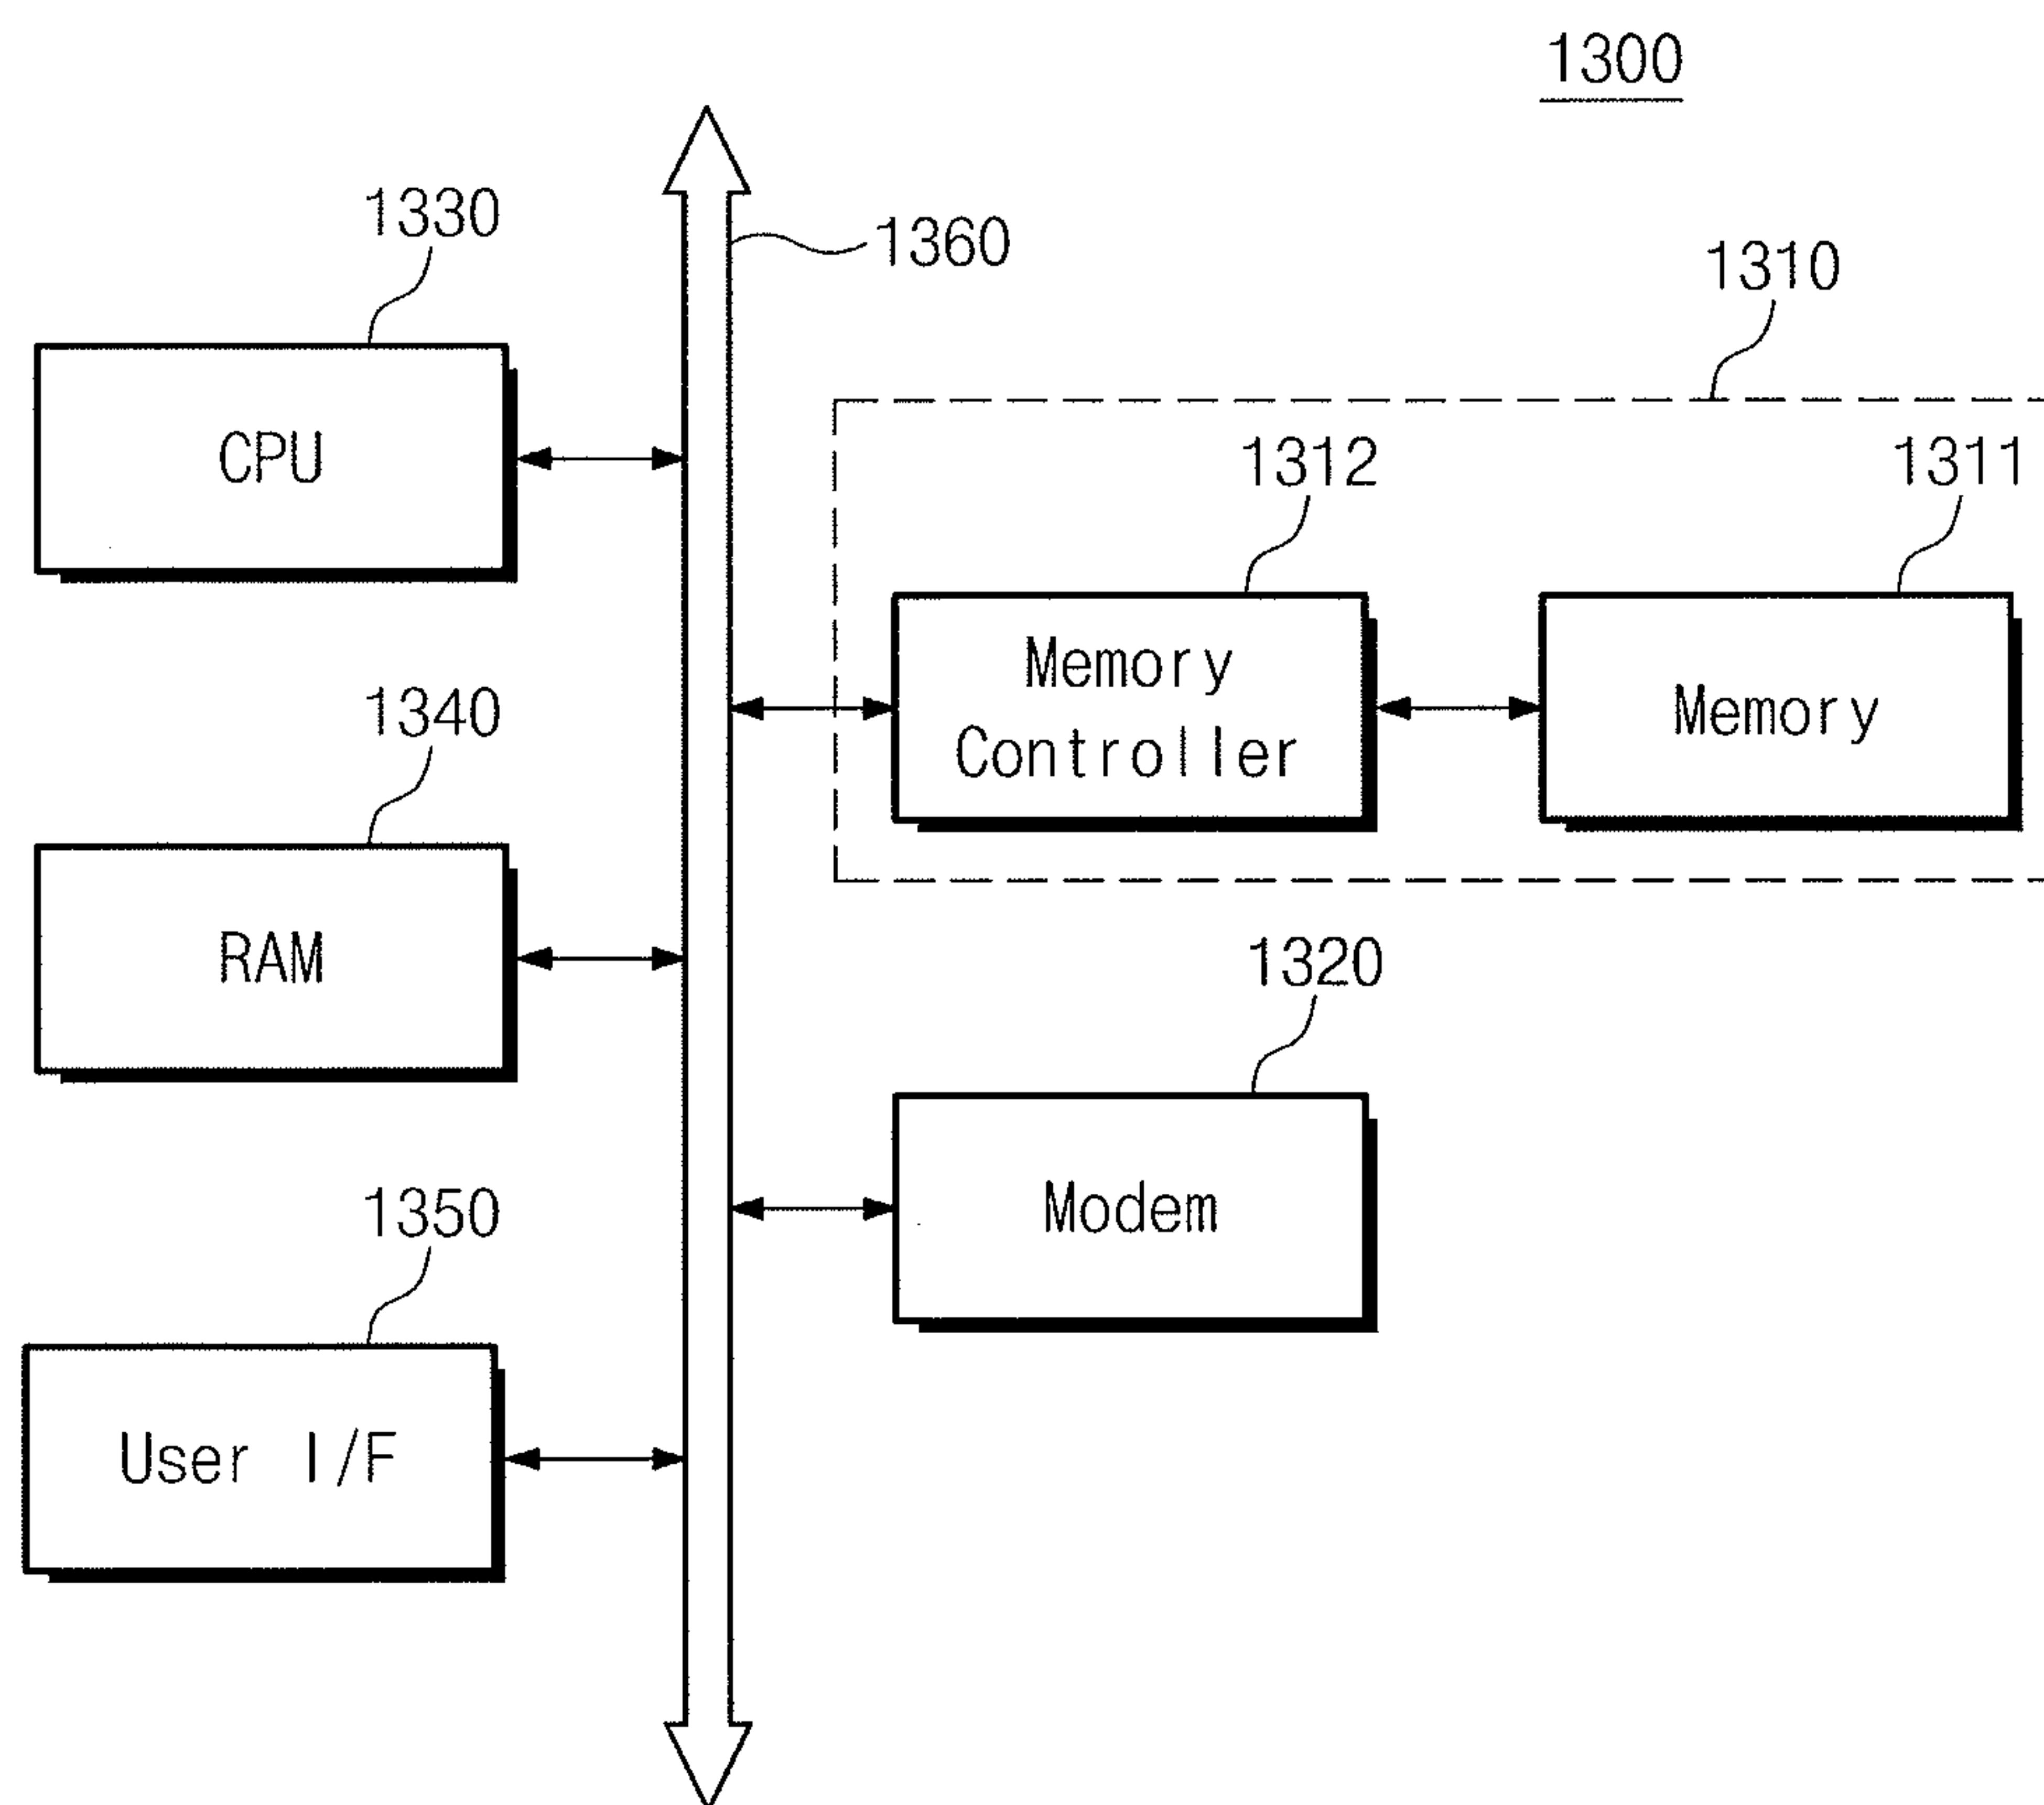 1300
1330
1360
1310
CPU
1312
1311
Memory
Controller
Memory
1340
RAM
1320
Modem
1350
User I/F